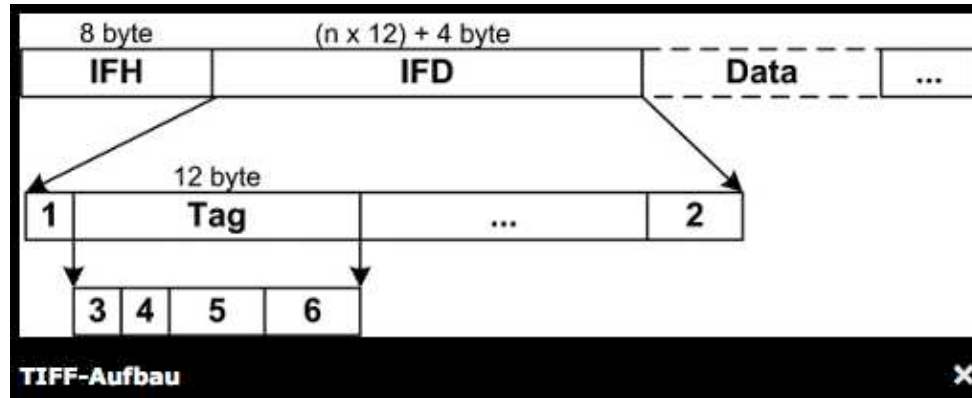 8 byte (n x 12) + 4 byte
IFH IFD Data ...
12 byte
1 Tag ... 2
3 4 5 6
TIFF-Aufbau ×